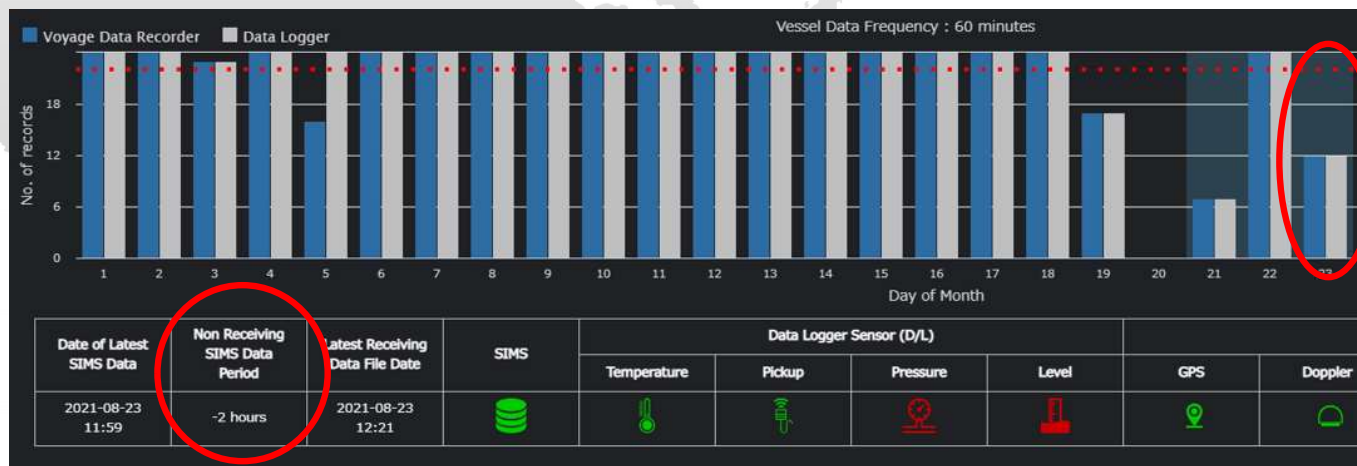 Vessel Data Frequency : 60 minutes
Voyage Data Recorder Data Logger
No. of records
18
12
6
0
1 2 3 4 5 6 7 8 9 10 11 12 13 14 15 16 17 18 19 20 21 22 23
Day of Month
Date of Latest
SIMS Data
Non Receiving
SIMS Data
Period
Latest Receiving
Data File Date
SIMS
Data Logger Sensor (D/L)
Temperature Pickup Pressure Level GPS Doppler
2021-08-23
11:59
-2 hours
2021-08-23
12:21